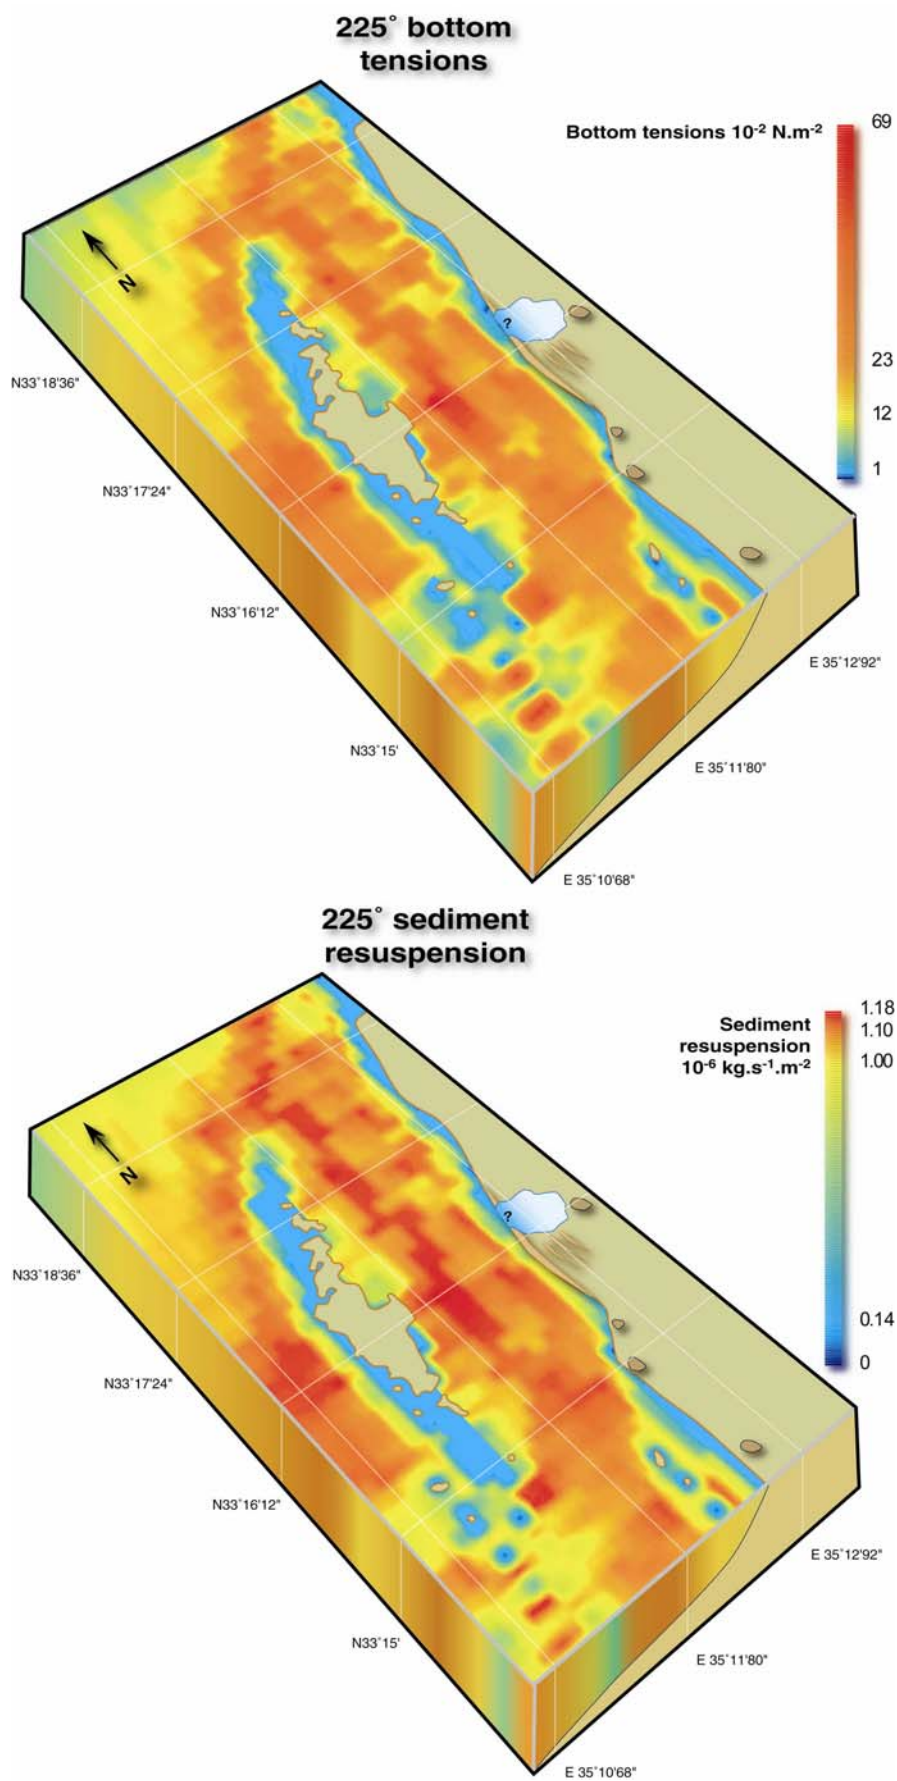 225° bottom
tensions
Bottom tensions 10⁻² N.m⁻²
69
23
12
1
N
?
N33°18'36"
N33°17'24"
N33°16'12"
N33°15'
E 35°12'92"
E 35°11'80"
E 35°10'68"
225° sediment
resuspension
Sediment
resuspension
10⁻⁶ kg.s⁻¹.m⁻²
1.18
1.10
1.00
0.14
0
N
?
N33°18'36"
N33°17'24"
N33°16'12"
N33°15'
E 35°12'92"
E 35°11'80"
E 35°10'68"